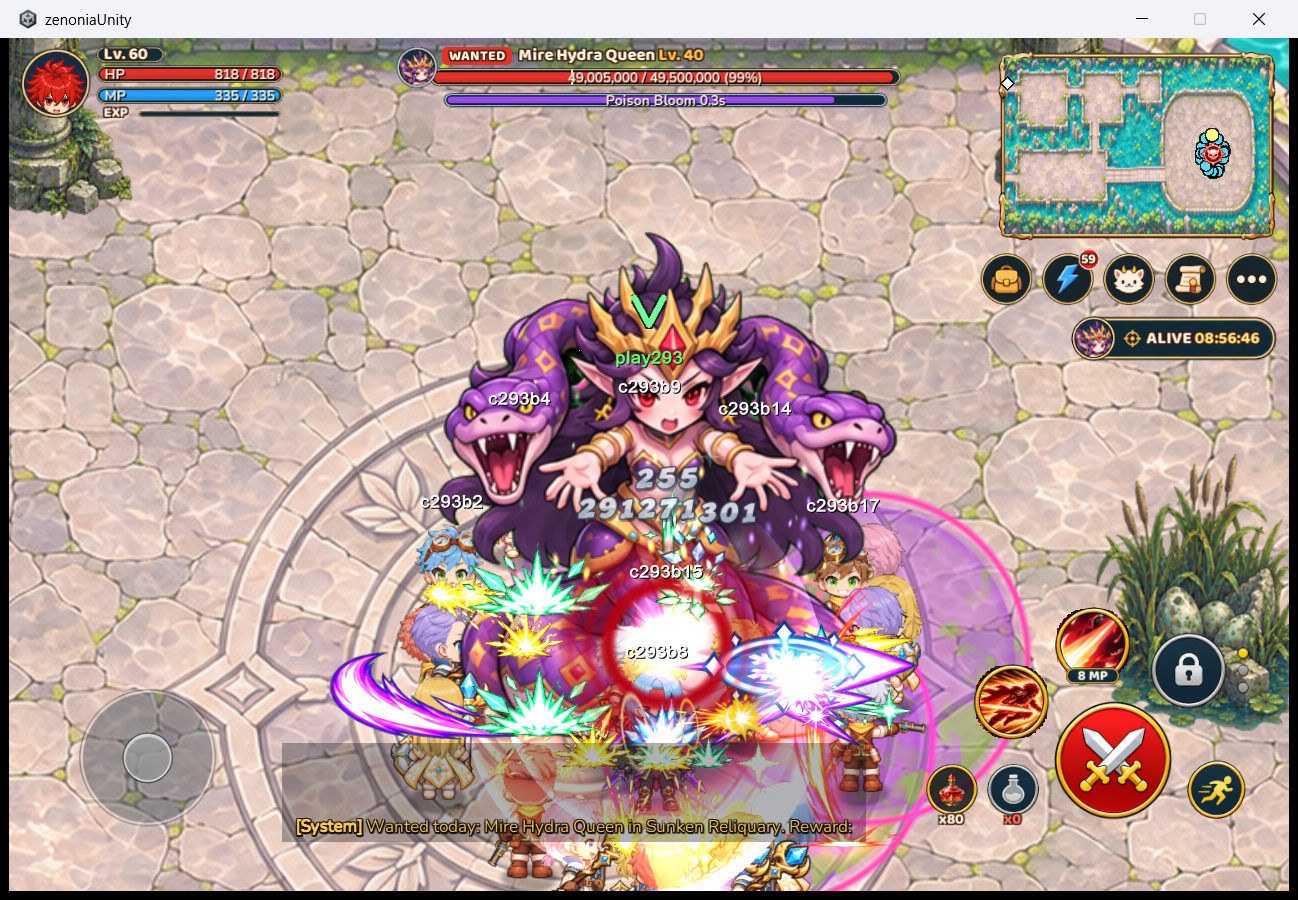 zenoniaUnity
Lv. 60
HP 818 / 818
MP 335 / 335
EXP
WANTED Mire Hydra Queen Lv. 40
49,005,000 / 49,500,000 (99%)
Poison Bloom 0.3s
59
ALIVE 08:56:46
play293
c293b9
c293b4
c293b14
255
c293b2
291271301
c293b17
c293b15
c293b8
8 MP
x80
x0
[System] Wanted today: Mire Hydra Queen in Sunken Reliquary. Reward: